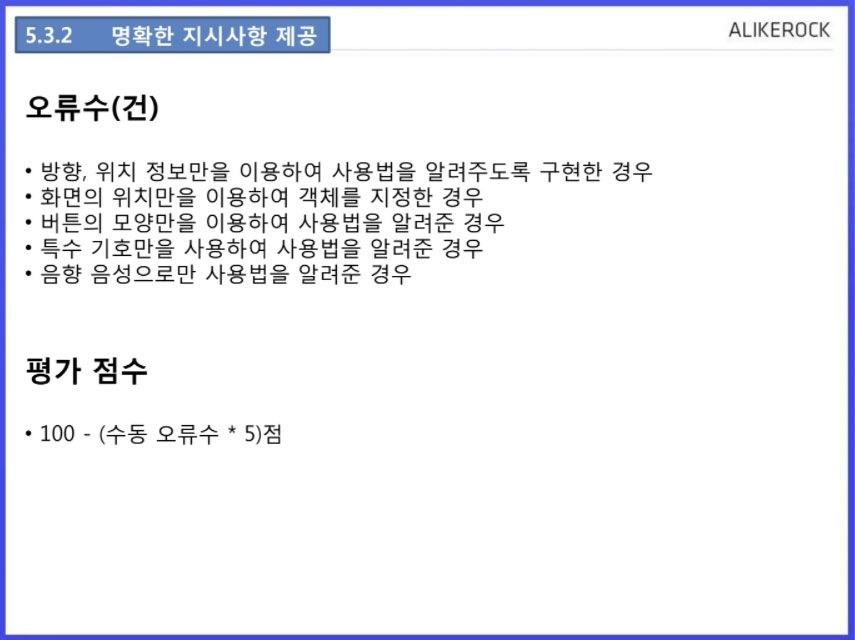 5.3.2 명확한 지시사항 제공
ALIKEROCK
오류수(건)
• 방향, 위치 정보만을 이용하여 사용법을 알려주도록 구현한 경우
• 화면의 위치만을 이용하여 객체를 지정한 경우
• 버튼의 모양만을 이용하여 사용법을 알려준 경우
• 특수 기호만을 사용하여 사용법을 알려준 경우
• 음향 음성으로만 사용법을 알려준 경우
평가 점수
• 100 - (수동 오류수 * 5)점